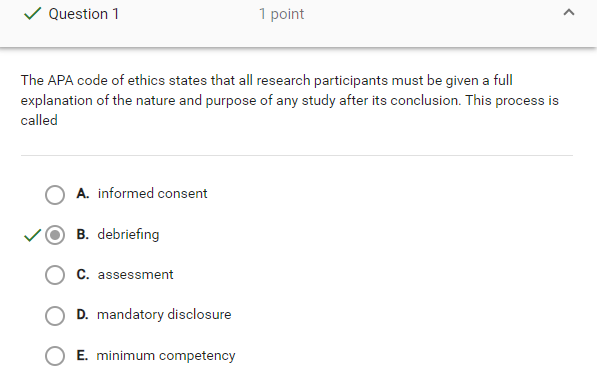 Question 1 1 point
The APA code of ethics states that all research participants must be given a full
explanation of the nature and purpose of any study after its conclusion. This process is
called
A. informed consent
B. debriefing
C. assessment
D. mandatory disclosure
E. minimum competency